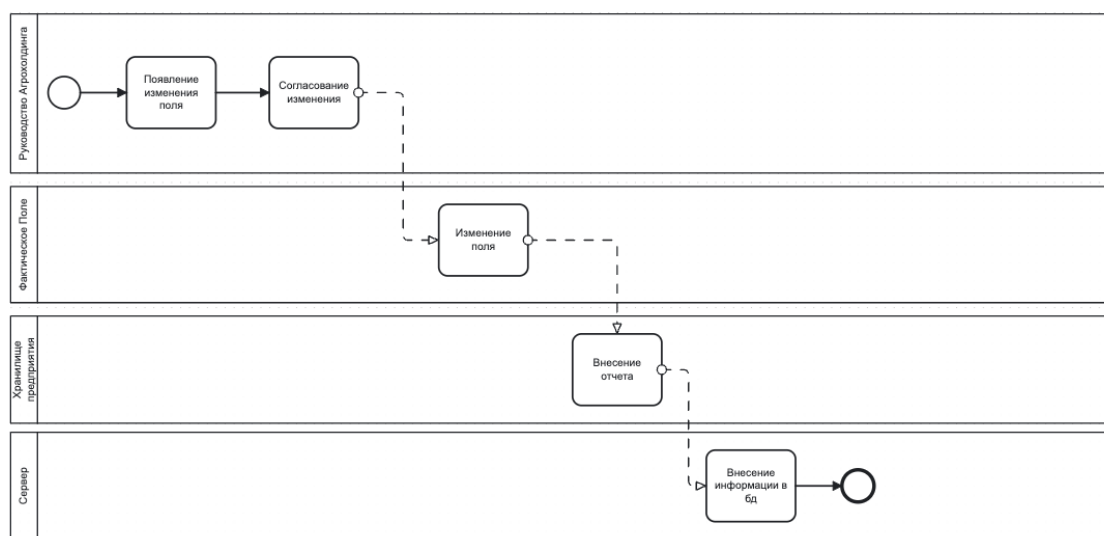 Руководство Агрохолдинга
Появление
изменения
поля
Согласование
изменения
Фактическое Поле
Изменение
поля
Хранилище
предприятия
Внесение
отчета
Сервер
Внесение
информации в
бд